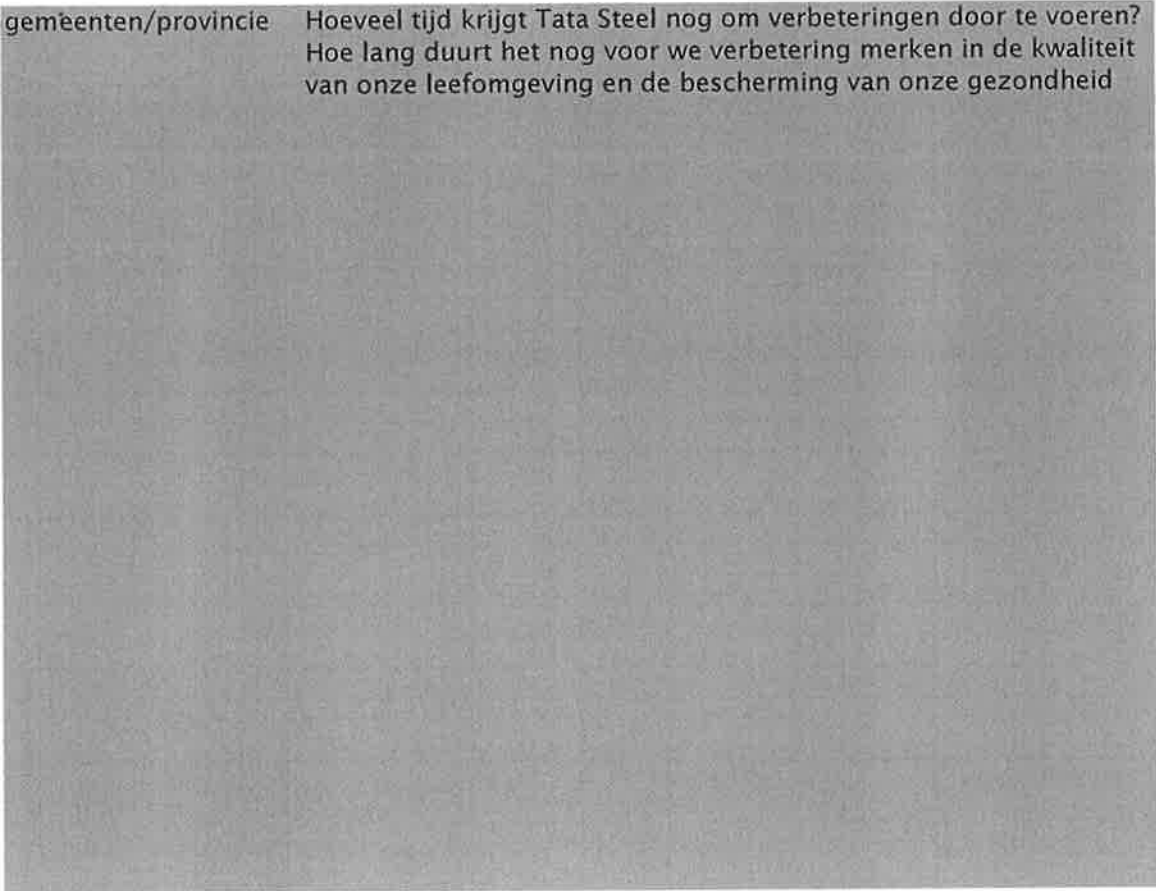 gemeenten/provincie Hoeveel tijd krijgt Tata Steel nog om verbeteringen door te voeren?
Hoe lang duurt het nog voor we verbetering merken in de kwaliteit
van onze leefomgeving en de bescherming van onze gezondheid